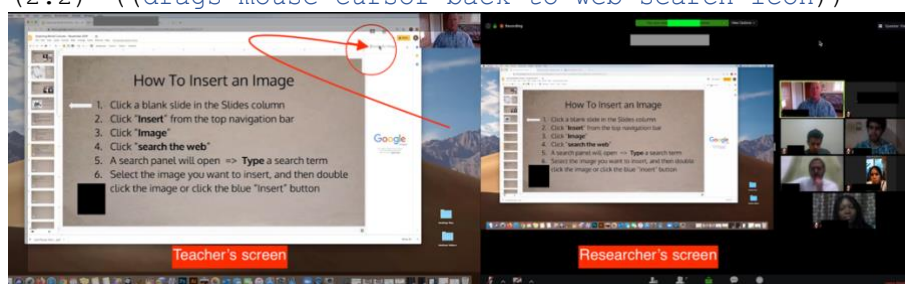 (2.2) ((drags mouse cursor back to web search icon))
How To Insert an Image
1. Click a blank slide in the Slides column
2. Click "Insert" from the top navigation bar
3. Click "Image"
4. Click "search the web"
5. A search panel will open => Type a search term
6. Select the image you want to insert, and then double
click the image or click the blue "Insert" button
Google
Teacher's screen
Recording
How To Insert an Image
1. Click a blank slide in the Slides column
2. Click "Insert" from the top navigation bar
3. Click "Image"
4. Click "search the web"
5. A search panel will open => Type a search term
6. Select the image you want to insert, and then double
click the image or click the blue "Insert" button
Google
Researcher's screen